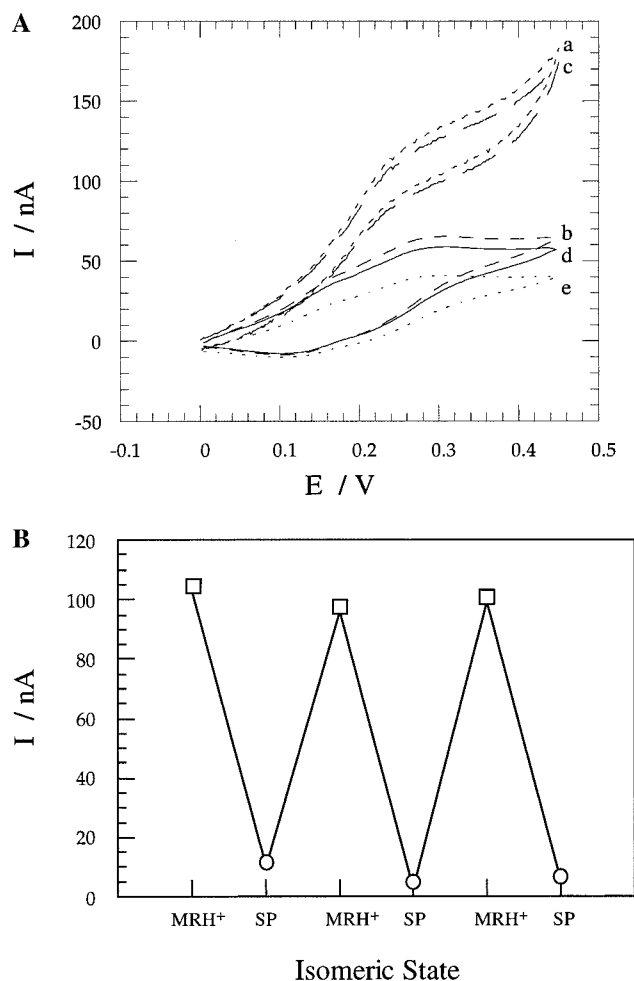 A
200
150
100
50
0
-50
I / nA
a
c
b
d
e
-0.1 0 0.1 0.2 0.3 0.4 0.5
E / V
B
120
100
80
60
40
20
0
I / nA
MRH+ SP MRH+ SP MRH+ SP
Isomeric State